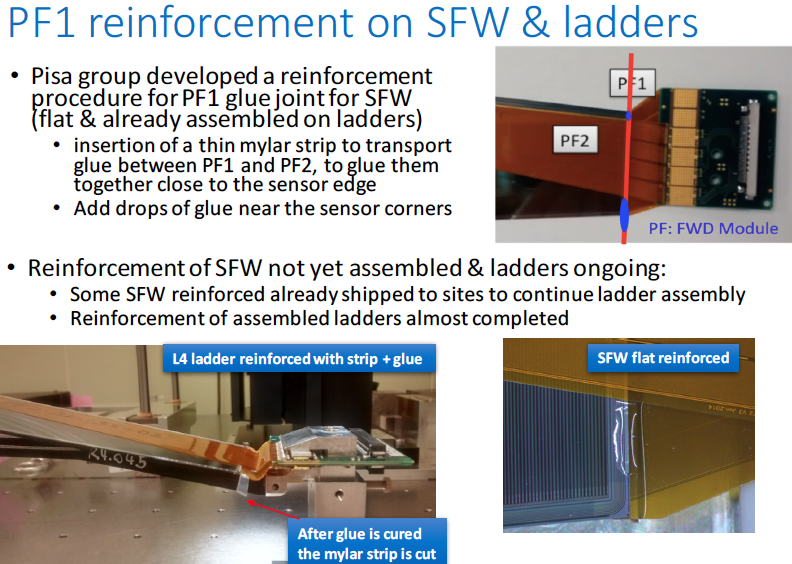 PF1 reinforcement on SFW & ladders
• Pisa group developed a reinforcement
procedure for PF1 glue joint for SFW
(flat & already assembled on ladders)
• insertion of a thin mylar strip to transport
glue between PF1 and PF2, to glue them
together close to the sensor edge
• Add drops of glue near the sensor corners
PF1
PF2
PF: FWD Module
• Reinforcement of SFW not yet assembled & ladders ongoing:
• Some SFW reinforced already shipped to sites to continue ladder assembly
• Reinforcement of assembled ladders almost completed
L4 ladder reinforced with strip + glue
R4.045
After glue is cured
the mylar strip is cut
SFW flat reinforced